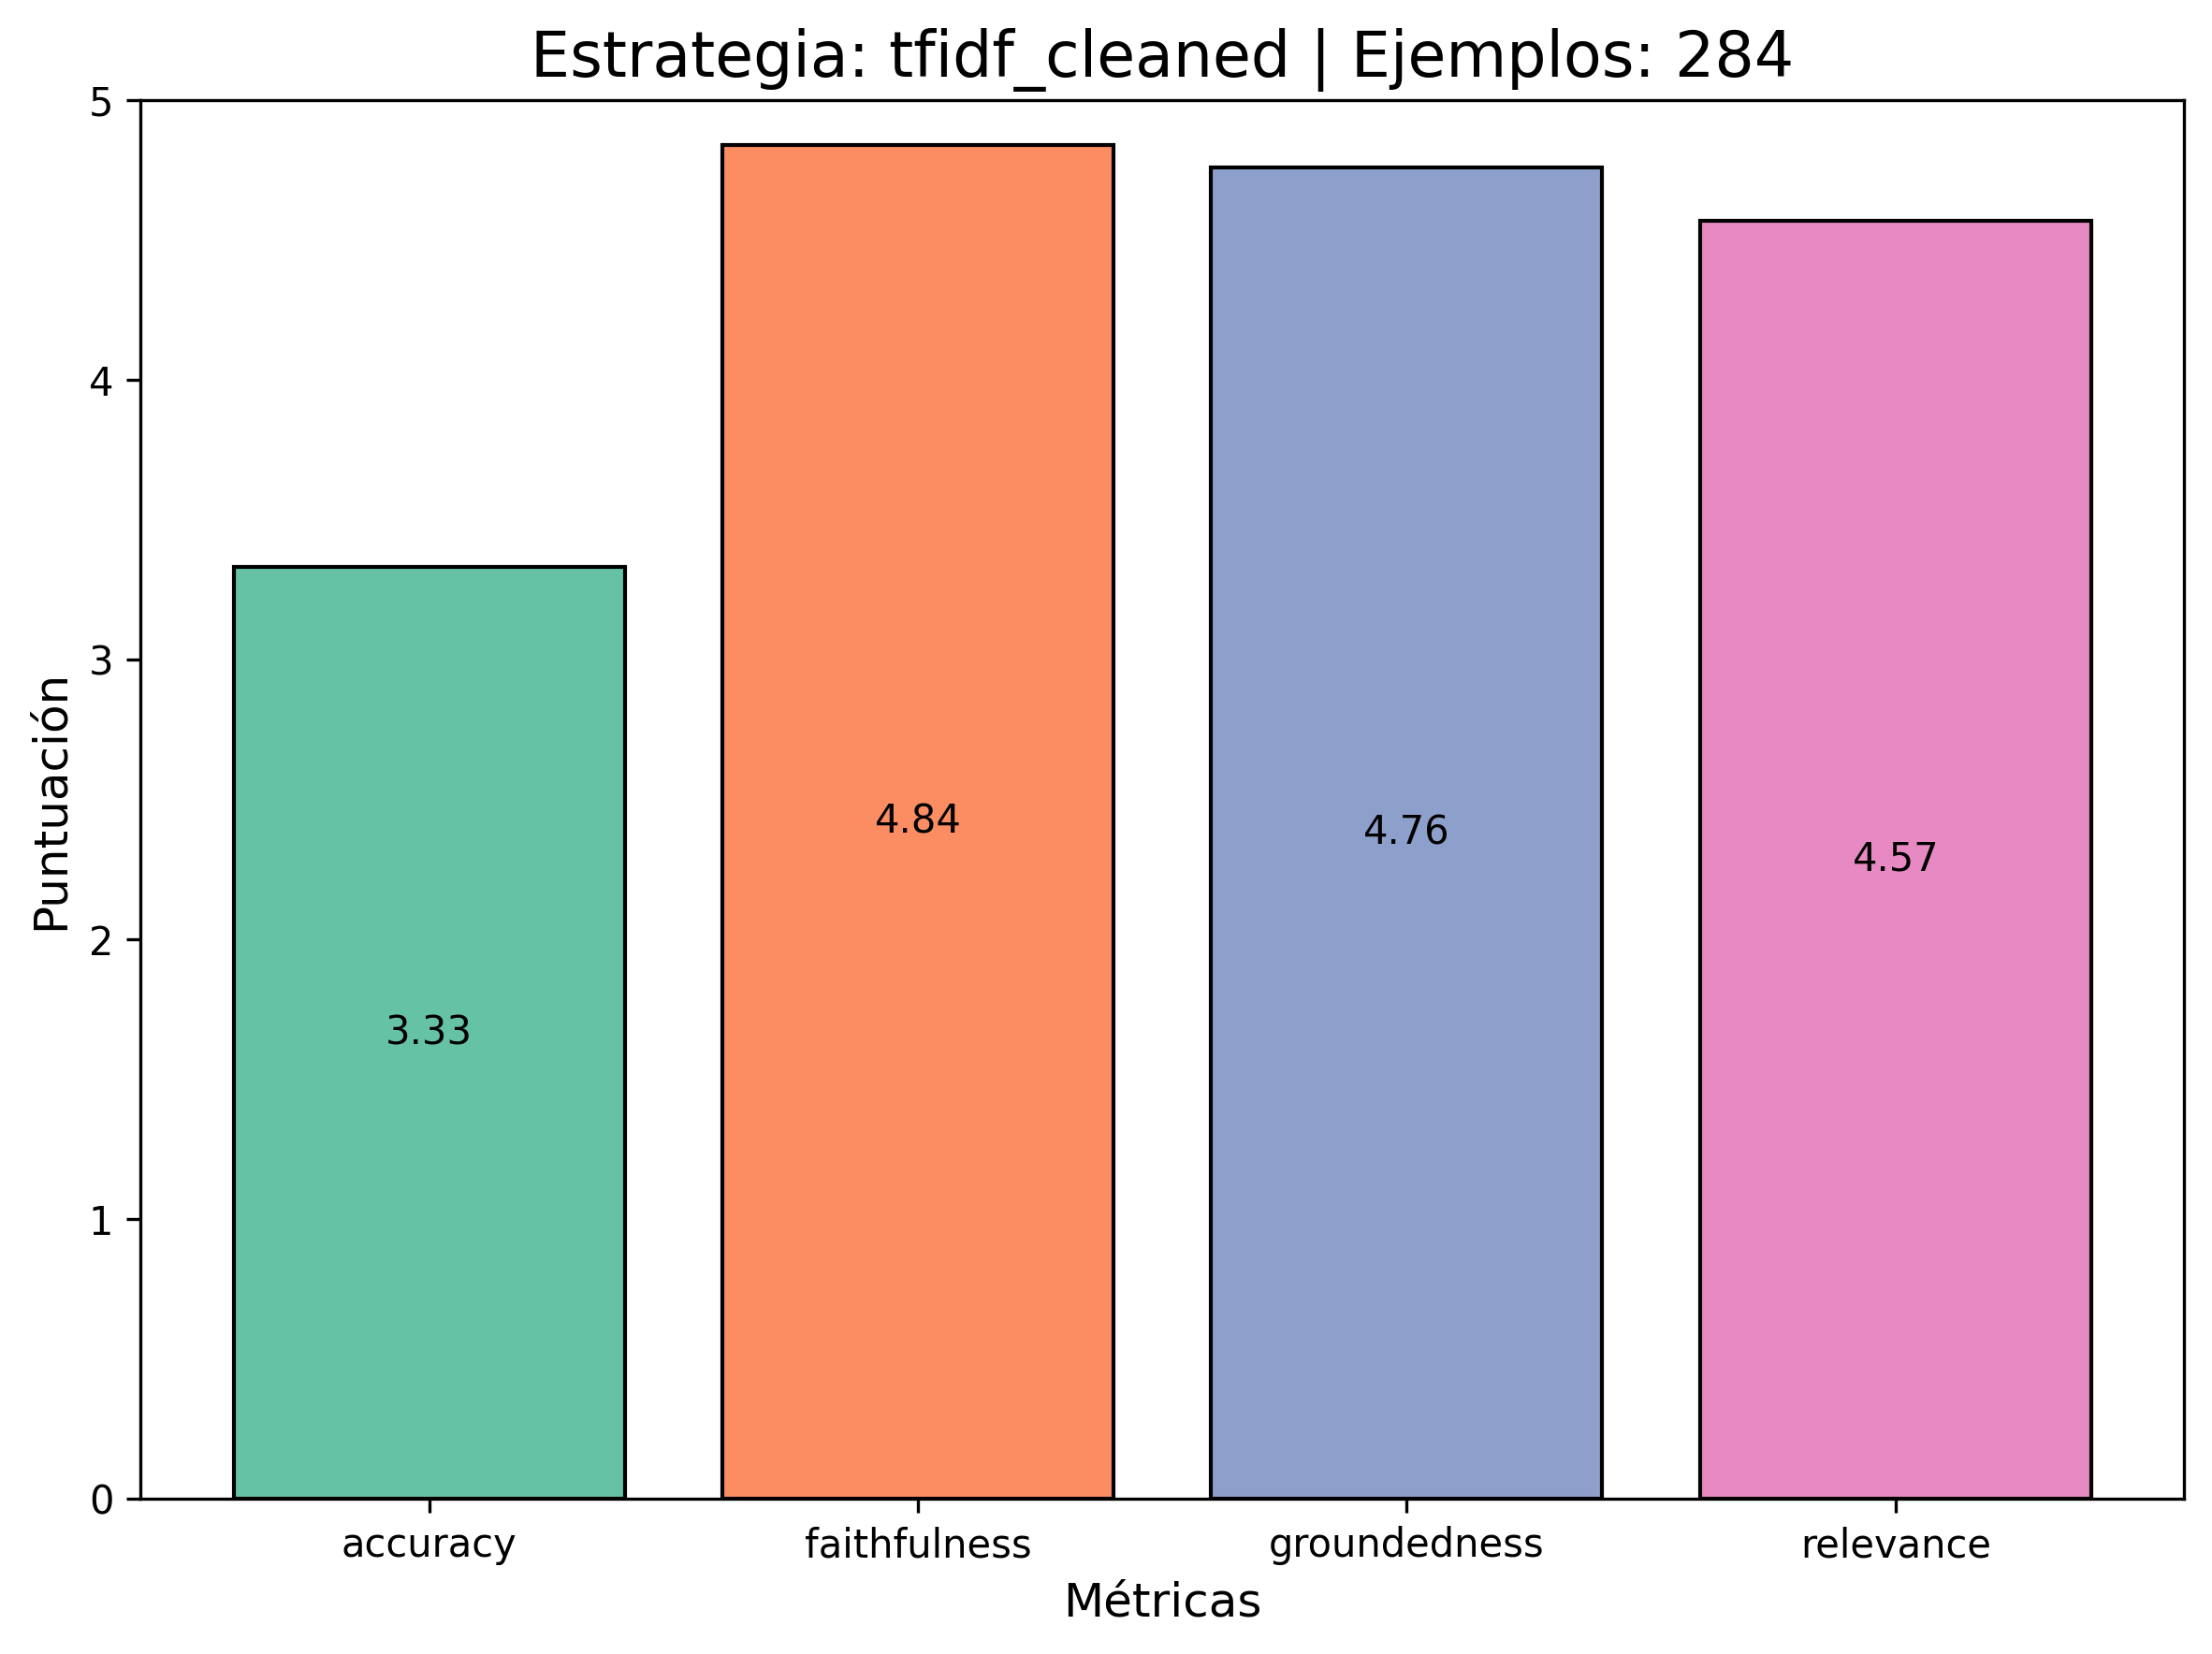 Estrategia: tfidf_cleaned | Ejemplos: 284
Puntuación
5
4
3
2
1
0
3.33
4.84
4.76
4.57
accuracy
faithfulness
groundedness
relevance
Métricas